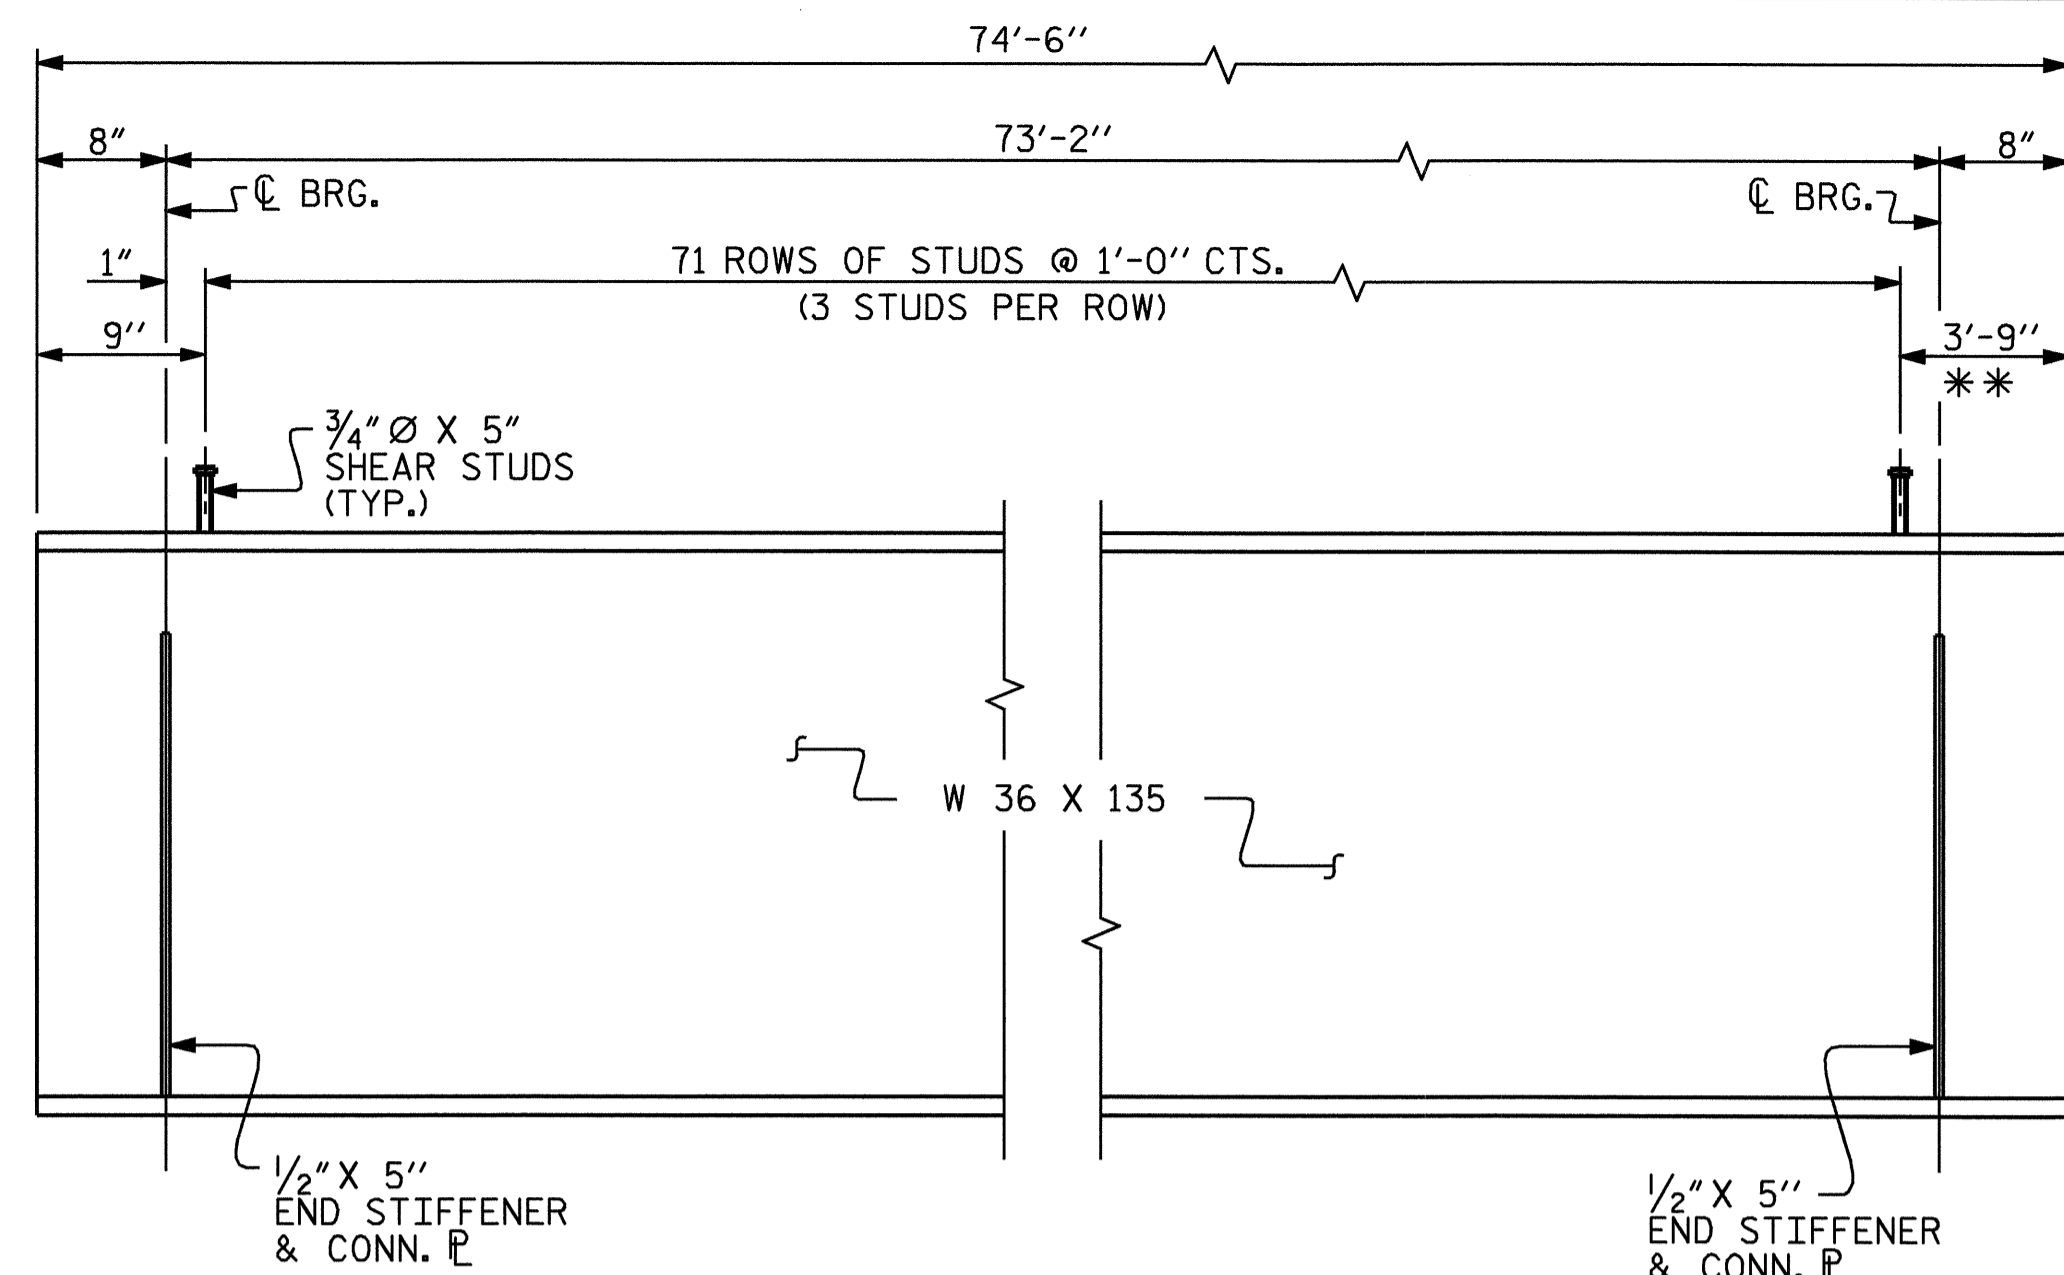 74'-6"
8"
73'-2"
8"
℄ BRG.
℄ BRG.
1"
71 ROWS OF STUDS @ 1'-0" CTS.
(3 STUDS PER ROW)
9"
3'-9"
**
3/4" Ø X 5"
SHEAR STUDS
(TYP.)
W 36 X 135
1/2" X 5"
END STIFFENER
& CONN. ⅊
1/2" X 5"
END STIFFENER
& CONN. ⅊